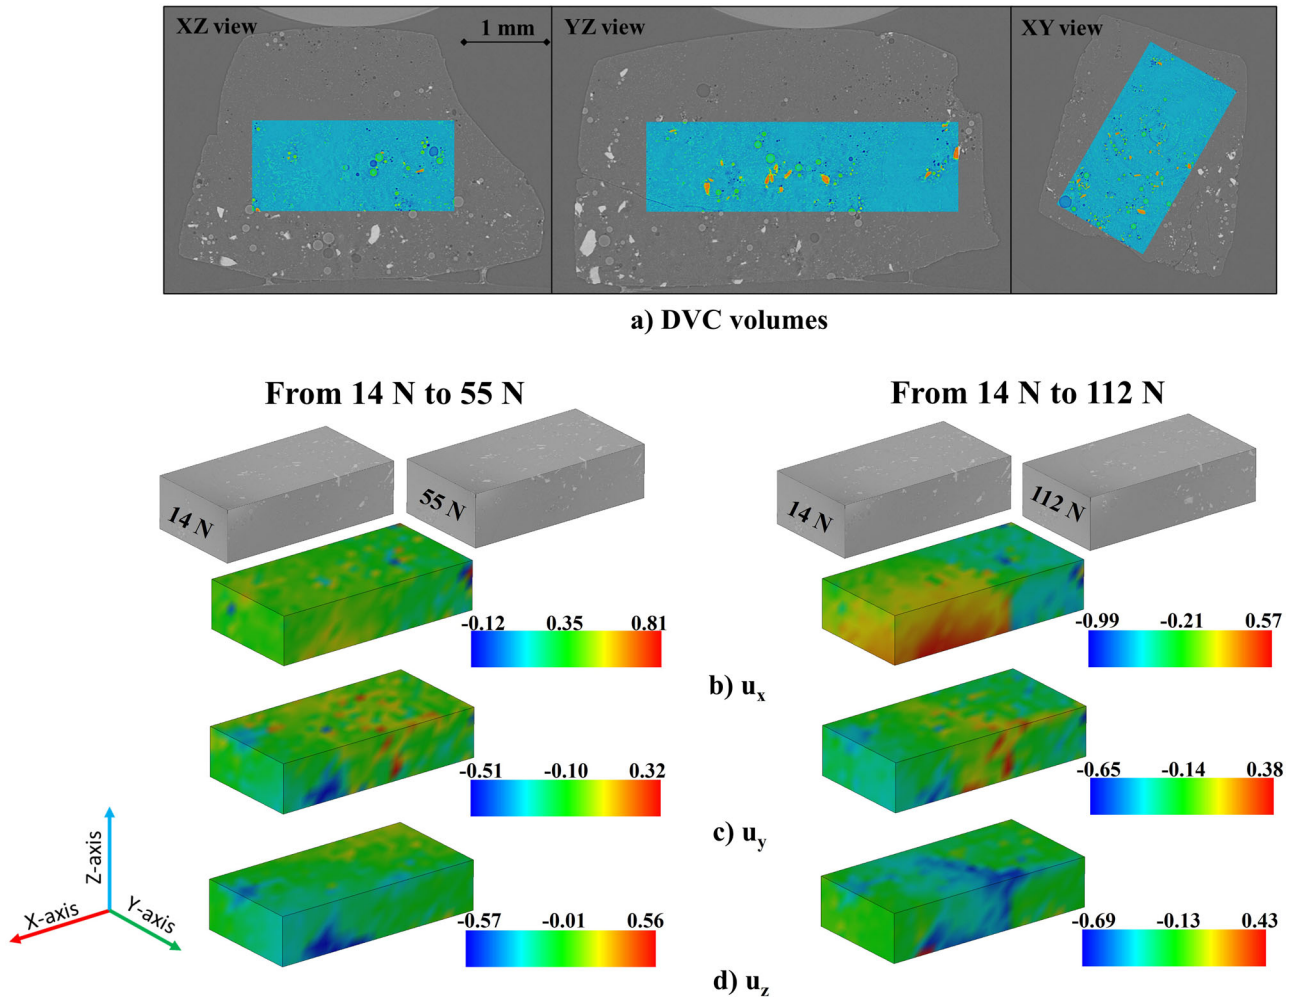 XZ view
1 mm
YZ view
XY view
a) DVC volumes
From 14 N to 55 N
From 14 N to 112 N
14 N
55 N
14 N
112 N
-0.12 0.35 0.81
-0.99 -0.21 0.57
b) ux
-0.51 -0.10 0.32
-0.65 -0.14 0.38
c) uy
Z-axis
X-axis
Y-axis
-0.57 -0.01 0.56
-0.69 -0.13 0.43
d) uz